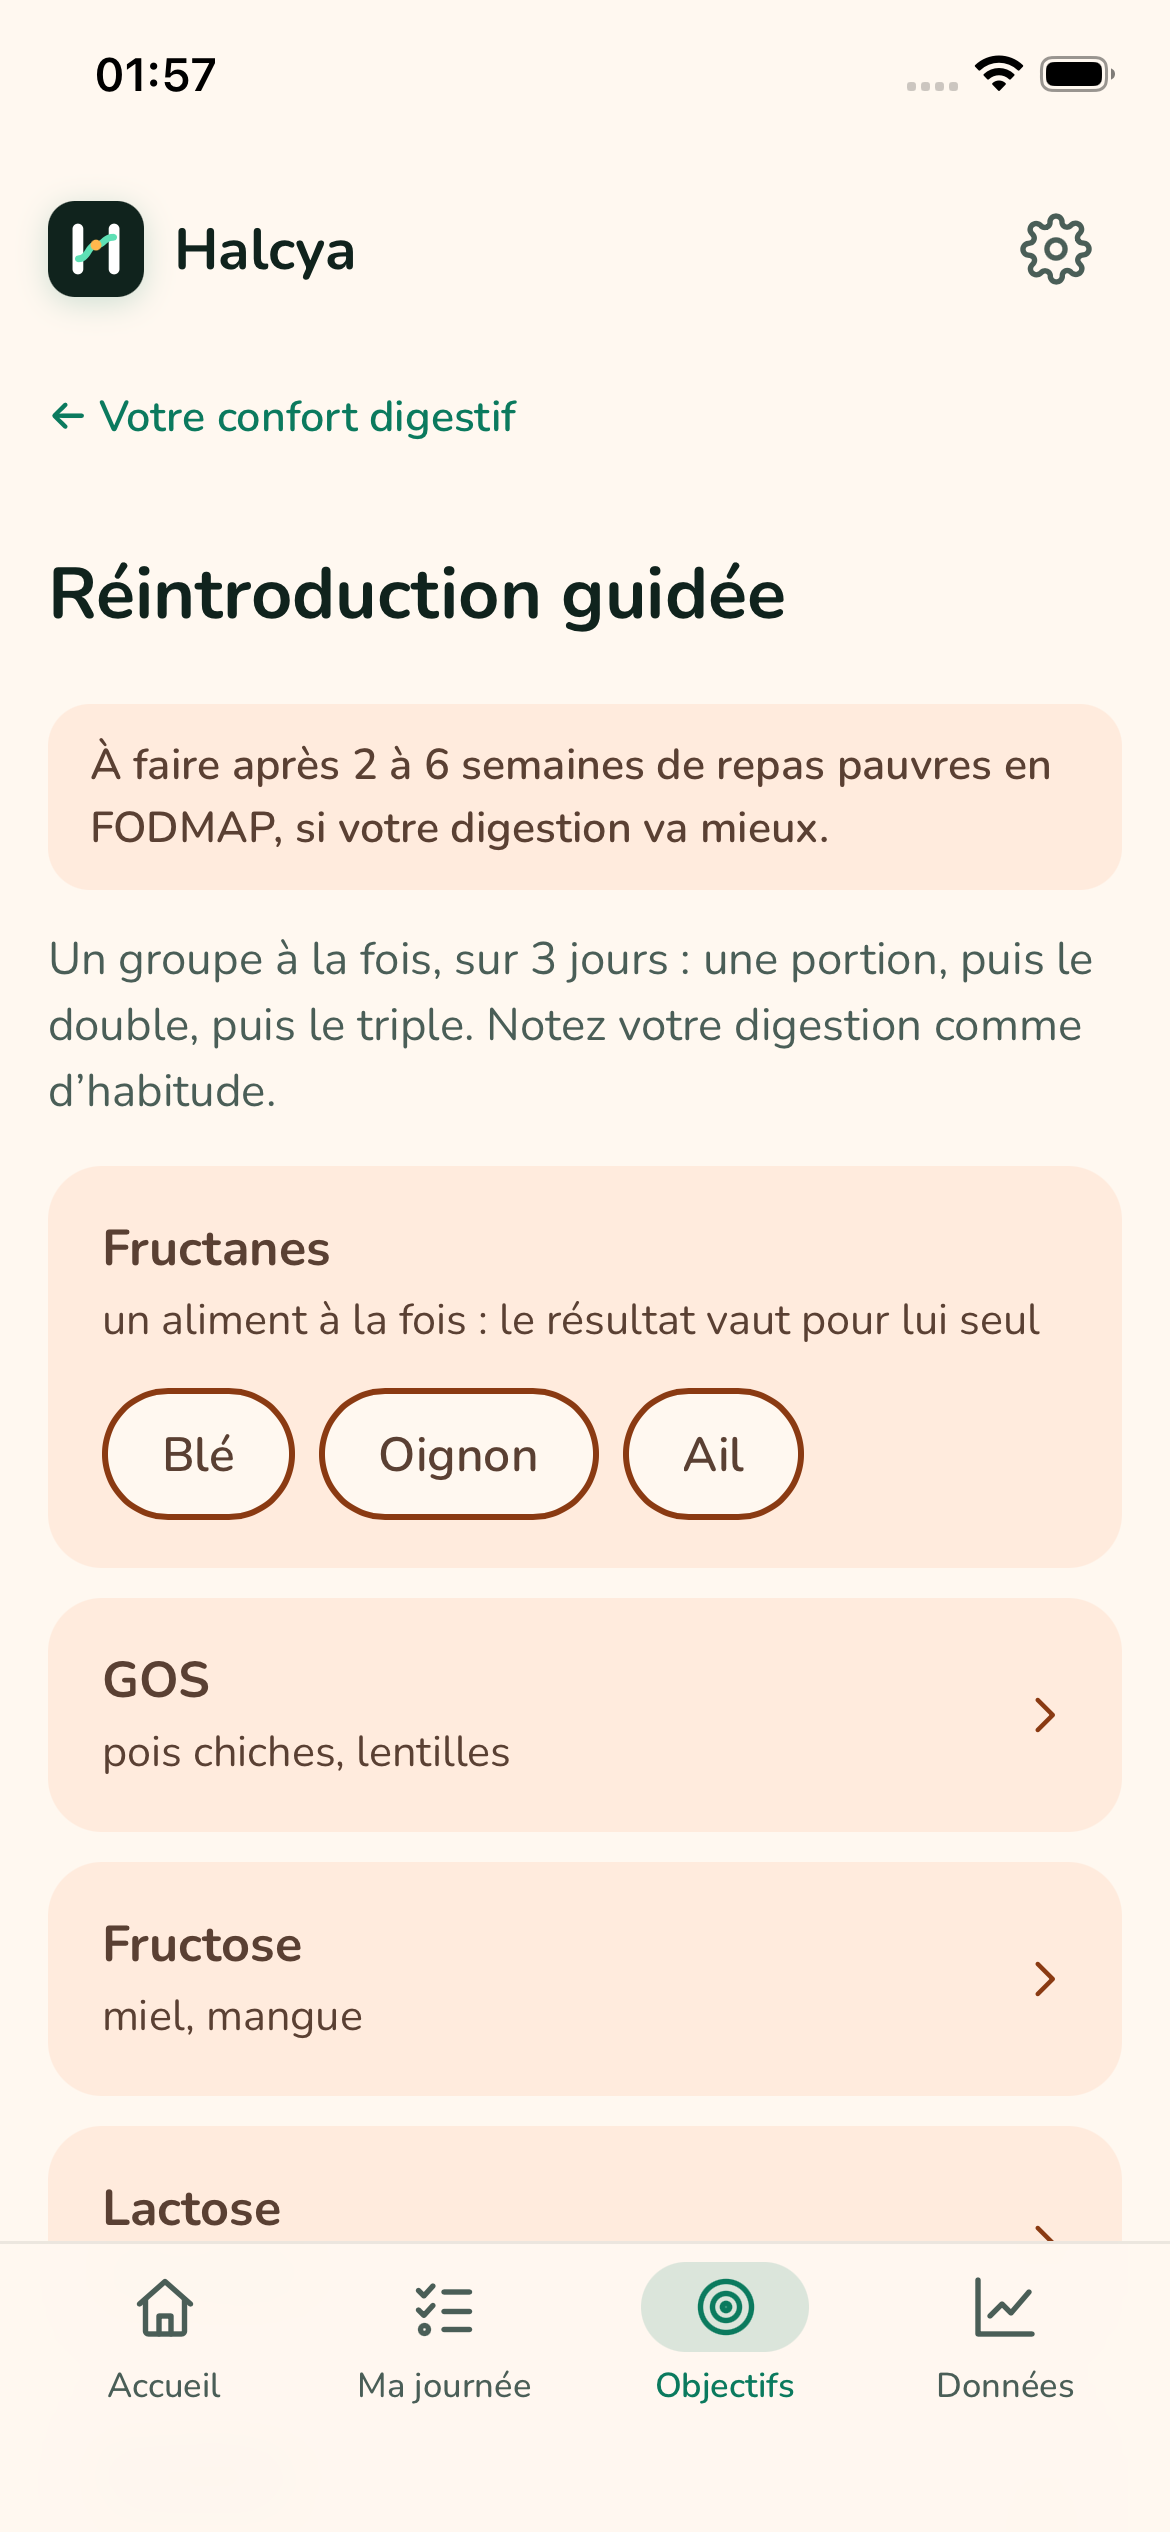 01:57
Halcya
← Votre confort digestif
Réintroduction guidée
À faire après 2 à 6 semaines de repas pauvres en
FODMAP, si votre digestion va mieux.
Un groupe à la fois, sur 3 jours : une portion, puis le
double, puis le triple. Notez votre digestion comme
d’habitude.
Fructanes
un aliment à la fois : le résultat vaut pour lui seul
Blé Oignon Ail
GOS
pois chiches, lentilles
Fructose
miel, mangue
Lactose
Accueil Ma journée Objectifs Données